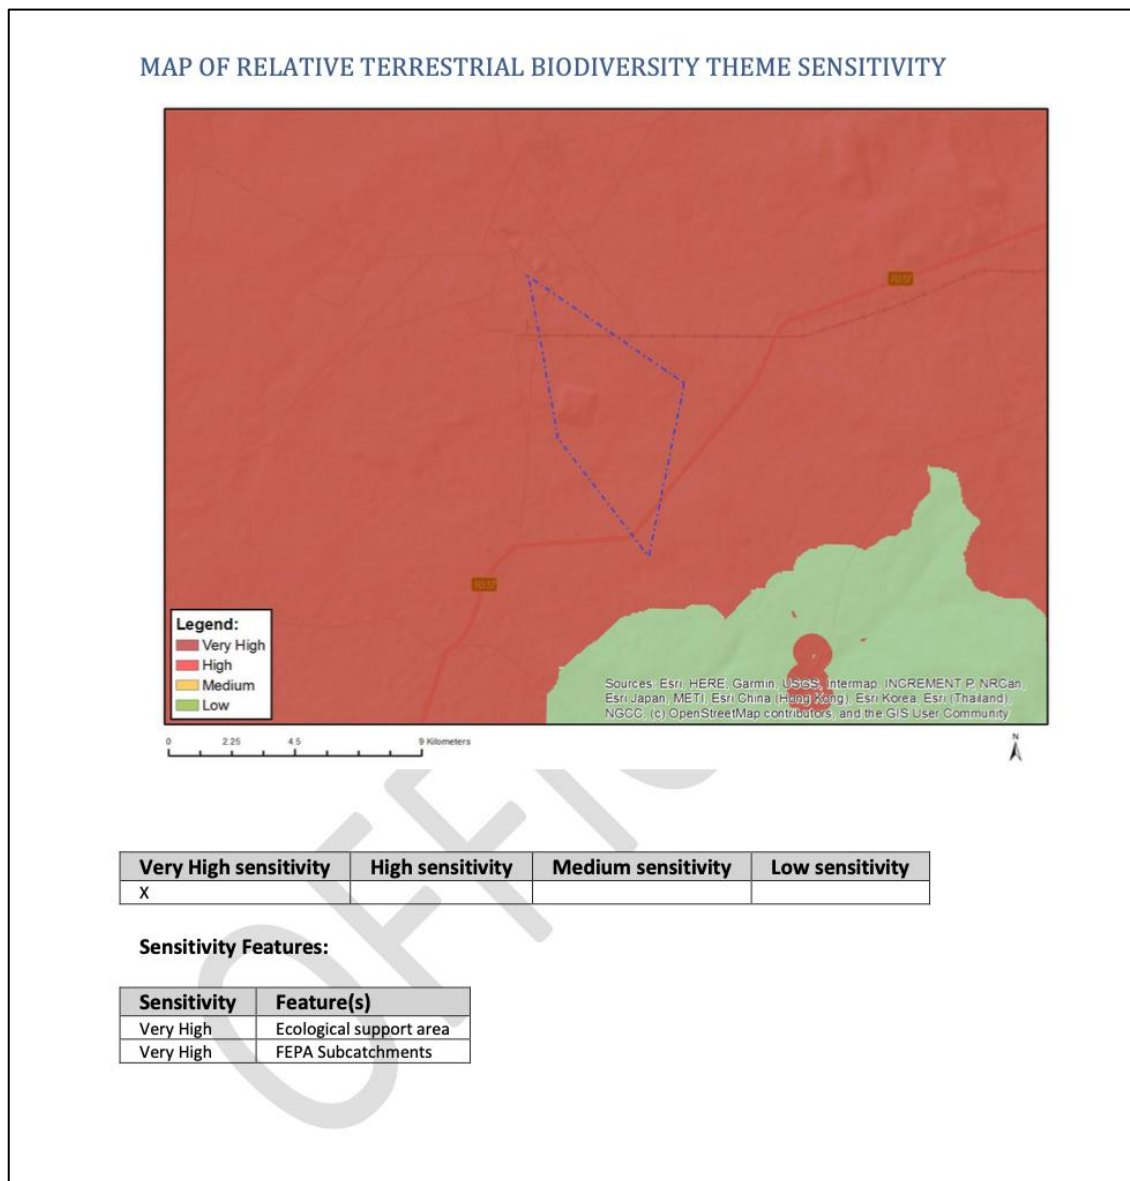 MAP OF RELATIVE TERRESTRIAL BIODIVERSITY THEME SENSITIVITY
Legend:
Very High
High
Medium
Low
Sources: Esri, HERE, Garmin, USGS, Intermap, INCREMENT P, NRCan,
Esri Japan, METI, Esri China (Hong Kong), Esri Korea, Esri (Thailand),
NGCC, (c) OpenStreetMap contributors, and the GIS User Community
0 2.25 4.5 9 Kilometers
N
Very High sensitivity High sensitivity Medium sensitivity Low sensitivity
X
Sensitivity Features:
Sensitivity Feature(s)
Very High Ecological support area
Very High FEPA Subcatchments